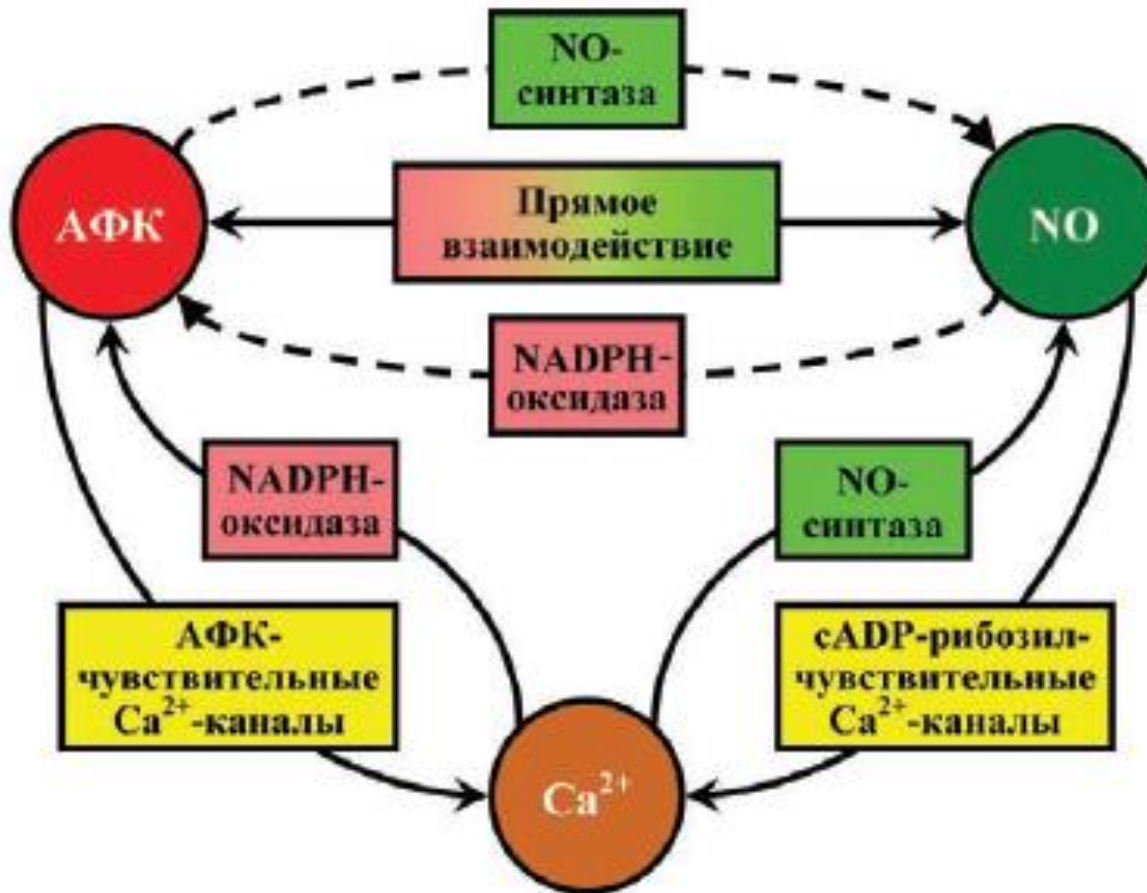 NO-
синтаза
АФК
Прямое
взаимодействие
NO
NADPH-
оксидаза
NADPH-
оксидаза
NO-
синтаза
АФК-
чувствительные
Ca²⁺-каналы
cADP-рибозил-
чувствительные
Ca²⁺-каналы
Ca²⁺